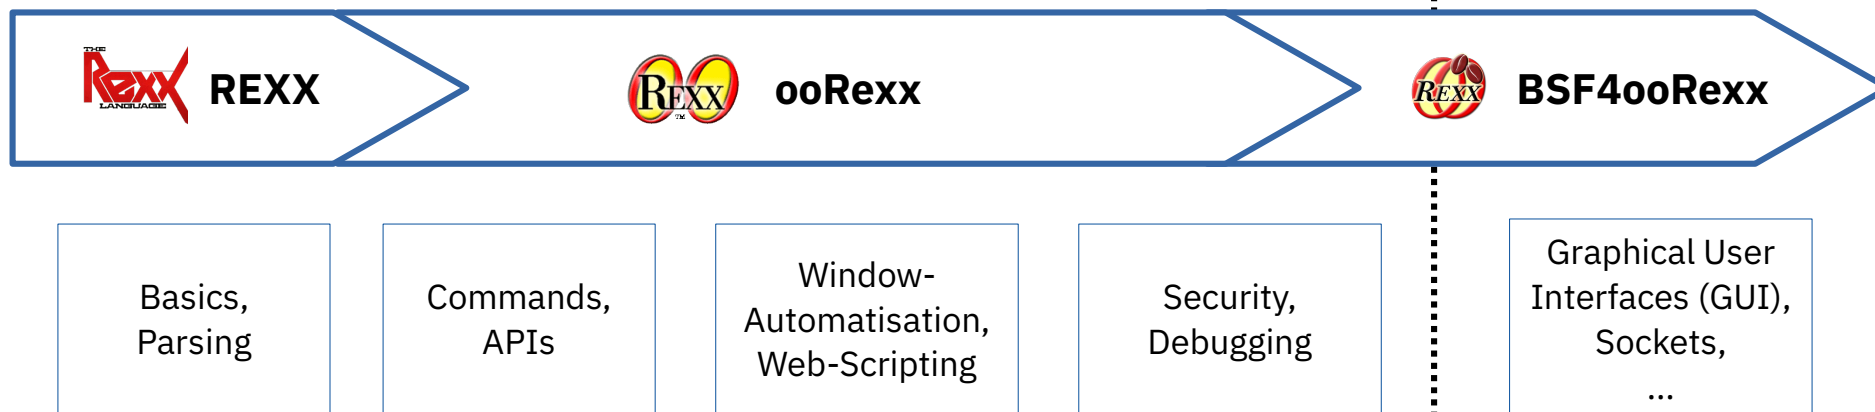 THE
Rexx
LANGUAGE
REXX
REXX
TM
ooRexx
REXX
BSF4ooRexx
Basics,
Parsing
Commands,
APIs
Window-
Automatisation,
Web-Scripting
Security,
Debugging
Graphical User
Interfaces (GUI),
Sockets,
...